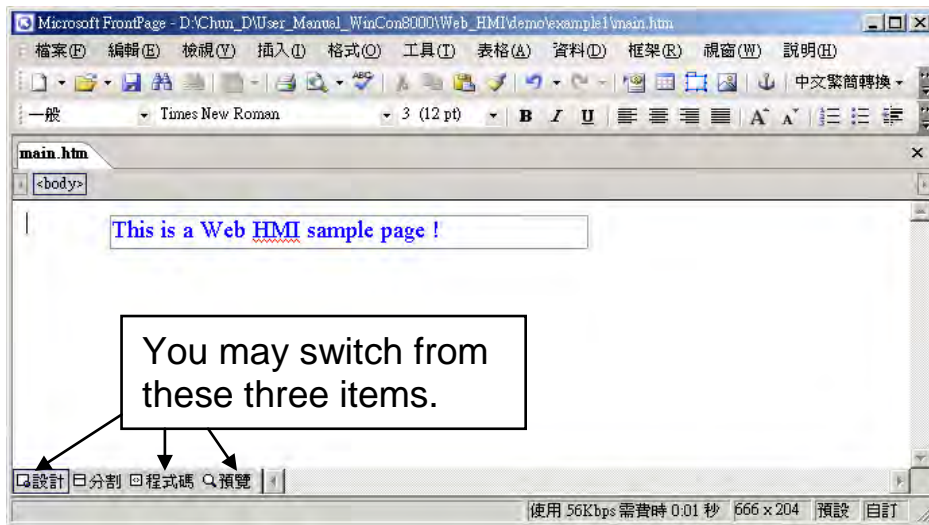 Microsoft FrontPage - D:\Chun_D\User_Manual_WinCon8000\Web_HMI\demo\example1\main.htm
檔案(F) 編輯(E) 檢視(V) 插入(I) 格式(O) 工具(T) 表格(A) 資料(D) 框架(R) 視窗(W) 說明(H)
中文繁簡轉換
一般 Times New Roman 3 (12 pt) B I U A A
main.htm
<body>
This is a Web HMI sample page !
You may switch from
these three items.
設計 分割 程式碼 預覽
使用 56Kbps 需費時 0:01 秒 666 x 204 預設 自訂